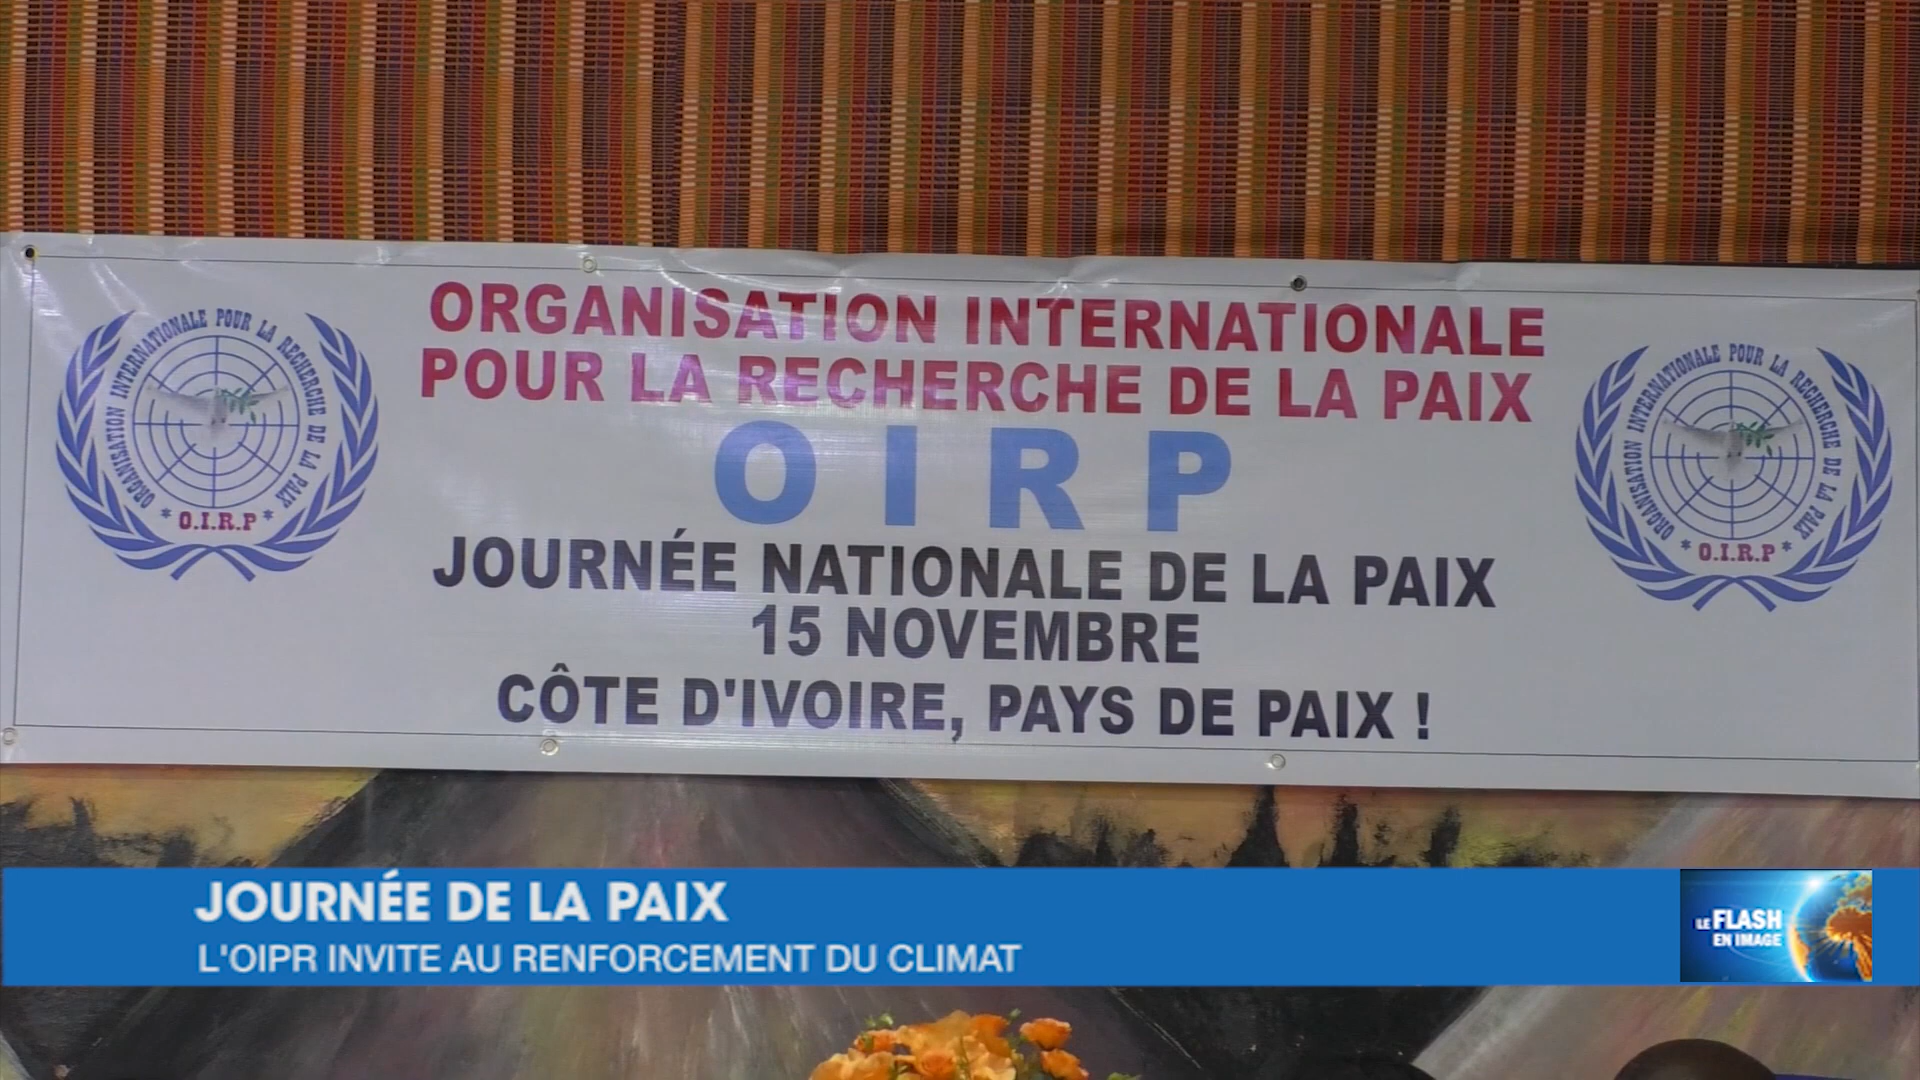 ORGANISATION INTERNATIONALE
POUR LA RECHERCHE DE LA PAIX
O I R P
JOURNÉE NATIONALE DE LA PAIX
15 NOVEMBRE
CÔTE D'IVOIRE, PAYS DE PAIX !
ORGANISATION INTERNATIONALE POUR LA RECHERCHE DE LA PAIX
* O.I.R.P *
ORGANISATION INTERNATIONALE POUR LA RECHERCHE DE LA PAIX
* O.I.R.P *
JOURNÉE DE LA PAIX
L'OIPR INVITE AU RENFORCEMENT DU CLIMAT
LE FLASH
EN IMAGE